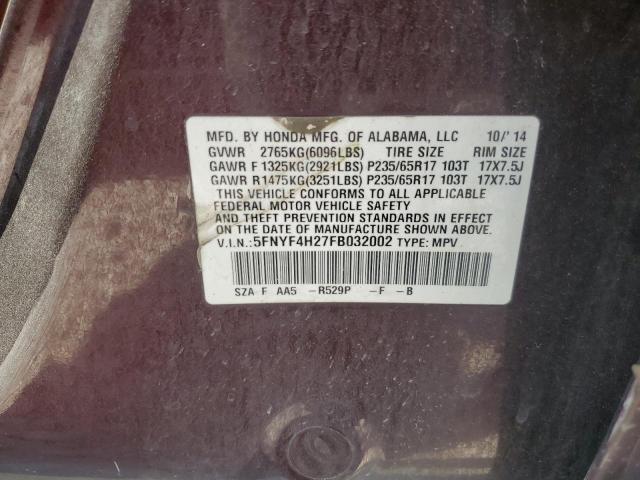 MFD. BY HONDA MFG. OF ALABAMA, LLC 10/'14
GVWR 2765KG(6096LBS) TIRE SIZE RIM SIZE
GAWR F 1325KG(2921LBS) P235/65R17 103T 17X7.5J
GAWR R1475KG(3251LBS) P235/65R17 103T 17X7.5J
THIS VEHICLE CONFORMS TO ALL APPLICABLE
FEDERAL MOTOR VEHICLE SAFETY
AND THEFT PREVENTION STANDARDS IN EFFECT
ON THE DATE OF MANUFACTURE SHOWN ABOVE.
V.I.N.:5FNYF4H27FB032002 TYPE: MPV
SZA F AA5 -R529P -F -B